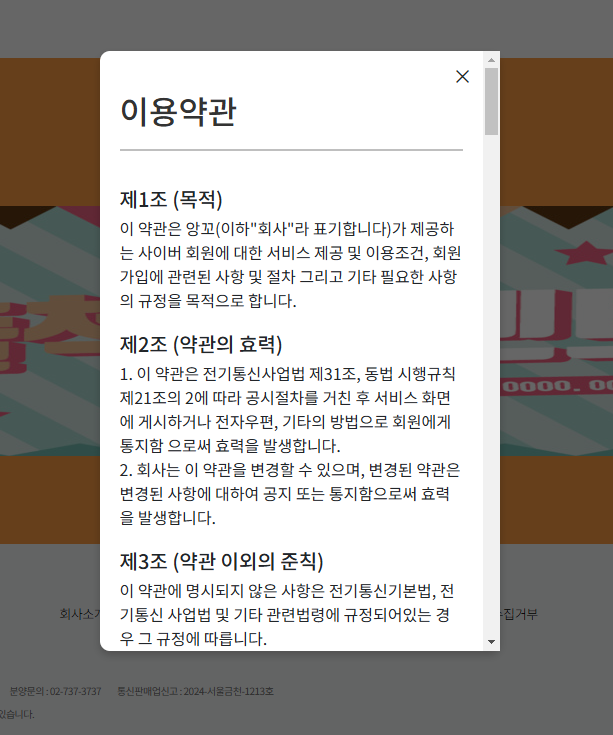 이용약관
제1조 (목적)
이 약관은 앙꼬(이하"회사"라 표기합니다)가 제공하
는 사이버 회원에 대한 서비스 제공 및 이용조건, 회원
가입에 관련된 사항 및 절차 그리고 기타 필요한 사항
의 규정을 목적으로 합니다.
제2조 (약관의 효력)
1. 이 약관은 전기통신사업법 제31조, 동법 시행규칙
제21조의 2에 따라 공시절차를 거친 후 서비스 화면
에 게시하거나 전자우편, 기타의 방법으로 회원에게
통지함 으로써 효력을 발생합니다.
2. 회사는 이 약관을 변경할 수 있으며, 변경된 약관은
변경된 사항에 대하여 공지 또는 통지함으로써 효력
을 발생합니다.
제3조 (약관 이외의 준칙)
이 약관에 명시되지 않은 사항은 전기통신기본법, 전
기통신 사업법 및 기타 관련법령에 규정되어있는 경
우 그 규정에 따릅니다.
회사소개 집거부
분양문의 : 02-737-3737 통신판매업신고 : 2024-서울금천-1213호
있습니다.